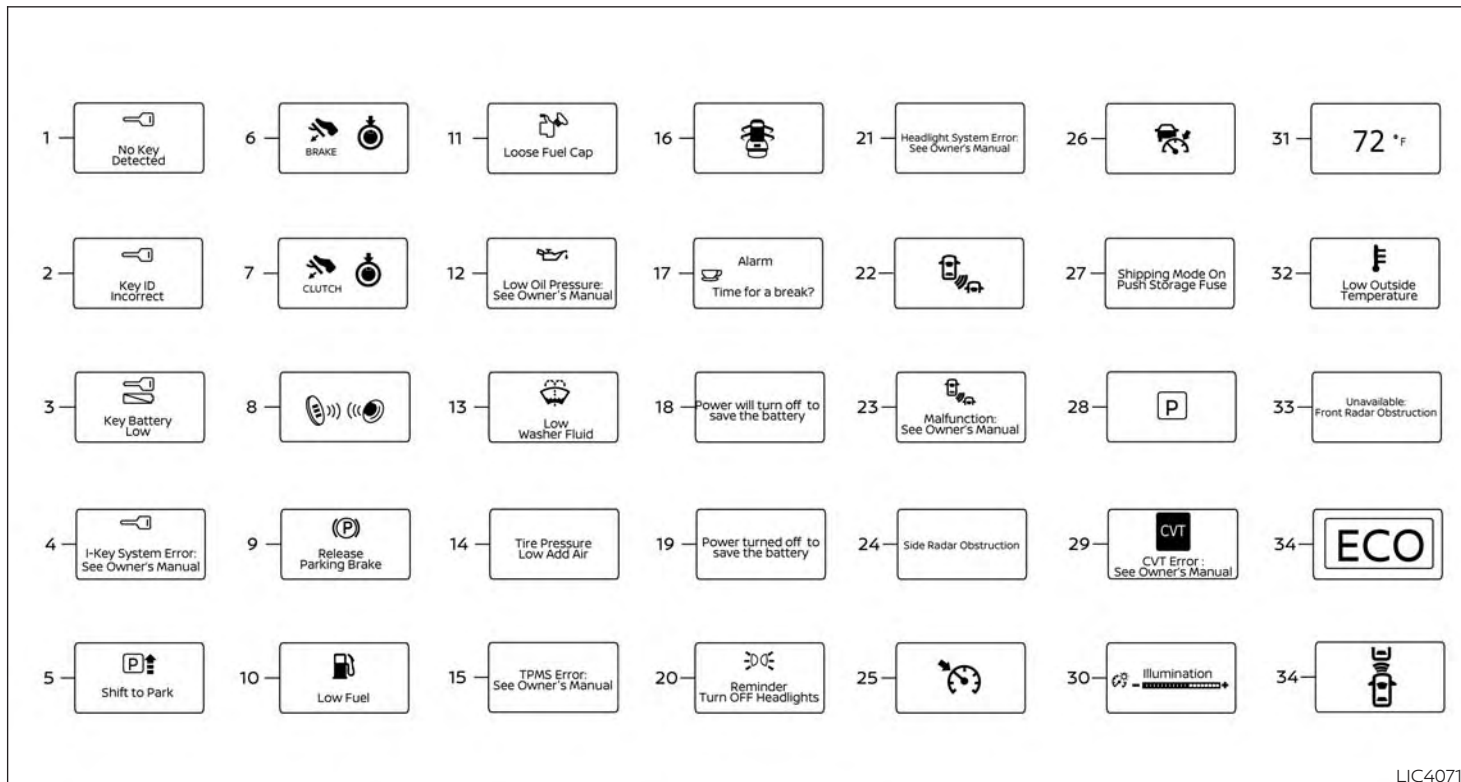 1
No Key
Detected
6
BRAKE
11
Loose Fuel Cap
16
21
Headlight System Error:
See Owner's Manual
26
31
72 °F
2
Key ID
Incorrect
7
CLUTCH
12
Low Oil Pressure:
See Owner's Manual
17
Alarm
Time for a break?
22
27
Shipping Mode On
Push Storage Fuse
32
Low Outside
Temperature
3
Key Battery
Low
8
13
Low
Washer Fluid
18
Power will turn off to
save the battery
23
Malfunction:
See Owner's Manual
28
P
33
Unavailable:
Front Radar Obstruction
4
I-Key System Error:
See Owner's Manual
9
(P)
Release
Parking Brake
14
Tire Pressure
Low Add Air
19
Power turned off to
save the battery
24
Side Radar Obstruction
29
CVT
CVT Error :
See Owner's Manual
34
ECO
5
P
Shift to Park
10
Low Fuel
15
TPMS Error:
See Owner's Manual
20
Reminder
Turn OFF Headlights
25
30
Illumination
- +
34
LIC4071